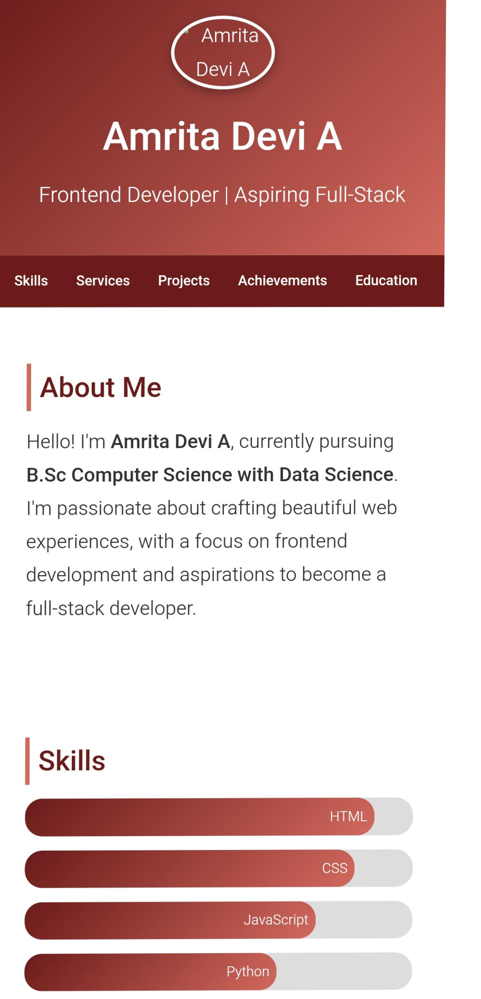 Amrita
Devi A
Amrita Devi A
Frontend Developer | Aspiring Full-Stack
Skills Services Projects Achievements Education
About Me
Hello! I'm Amrita Devi A, currently pursuing
B.Sc Computer Science with Data Science.
I'm passionate about crafting beautiful web
experiences, with a focus on frontend
development and aspirations to become a
full-stack developer.
Skills
HTML
CSS
JavaScript
Python